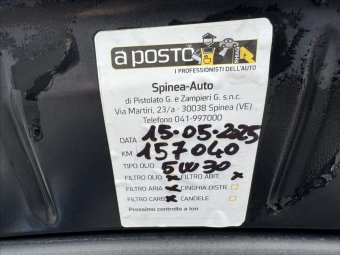 a posto
I PROFESSIONISTI DELL'AUTO
Spinea-Auto
di Pistolato G. e Zampieri G. s.n.c.
Via Martiri, 23/a - 30038 SPINEA (VE)
Telefono 041-997000
DATA 15-05-2025
KM 157040
TIPO OLIO 5W30
FILTRO OLIO x FILTRO ABIT. x
FILTRO ARIA x CINGHIA DISTR.
FILTRO CARB x CANDELE
Prossimo controllo a km